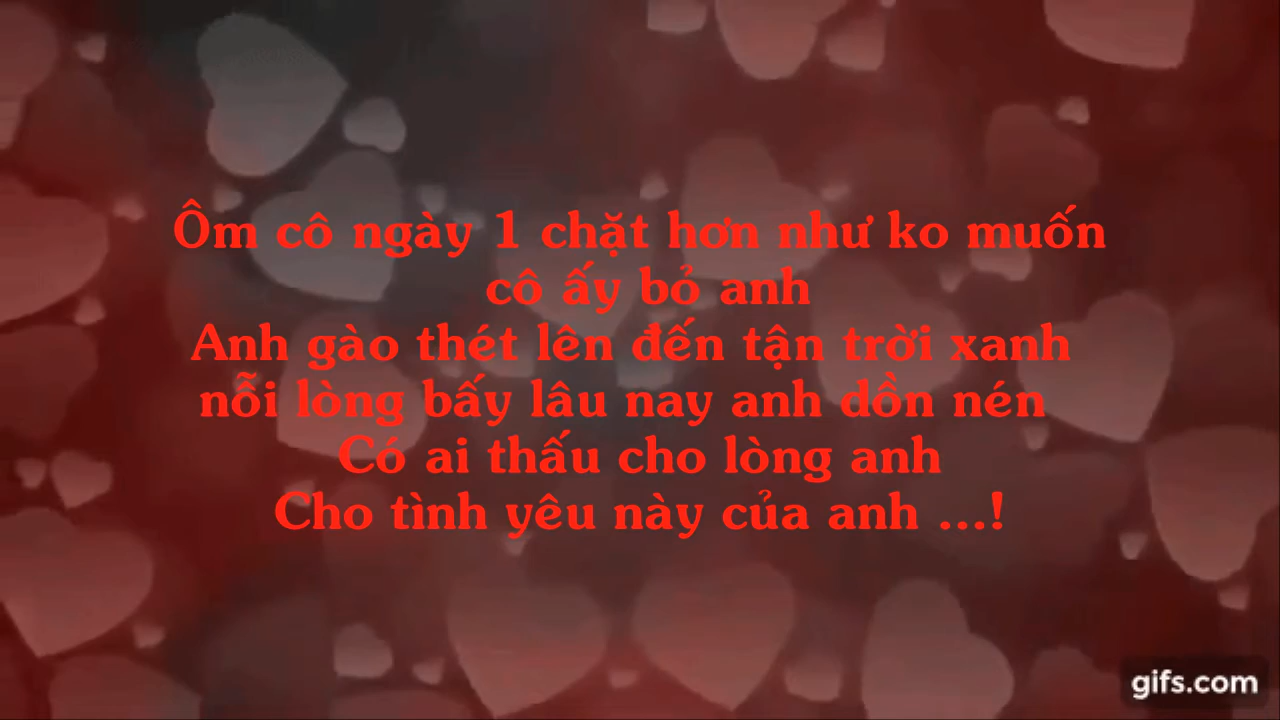 Ôm cô ngày 1 chặt hơn như ko muốn
cô ấy bỏ anh
Anh gào thét lên đến tận trời xanh
nỗi lòng bấy lâu nay anh dồn nén
Có ai thấu cho lòng anh
Cho tình yêu này của anh ...!
gifs.com